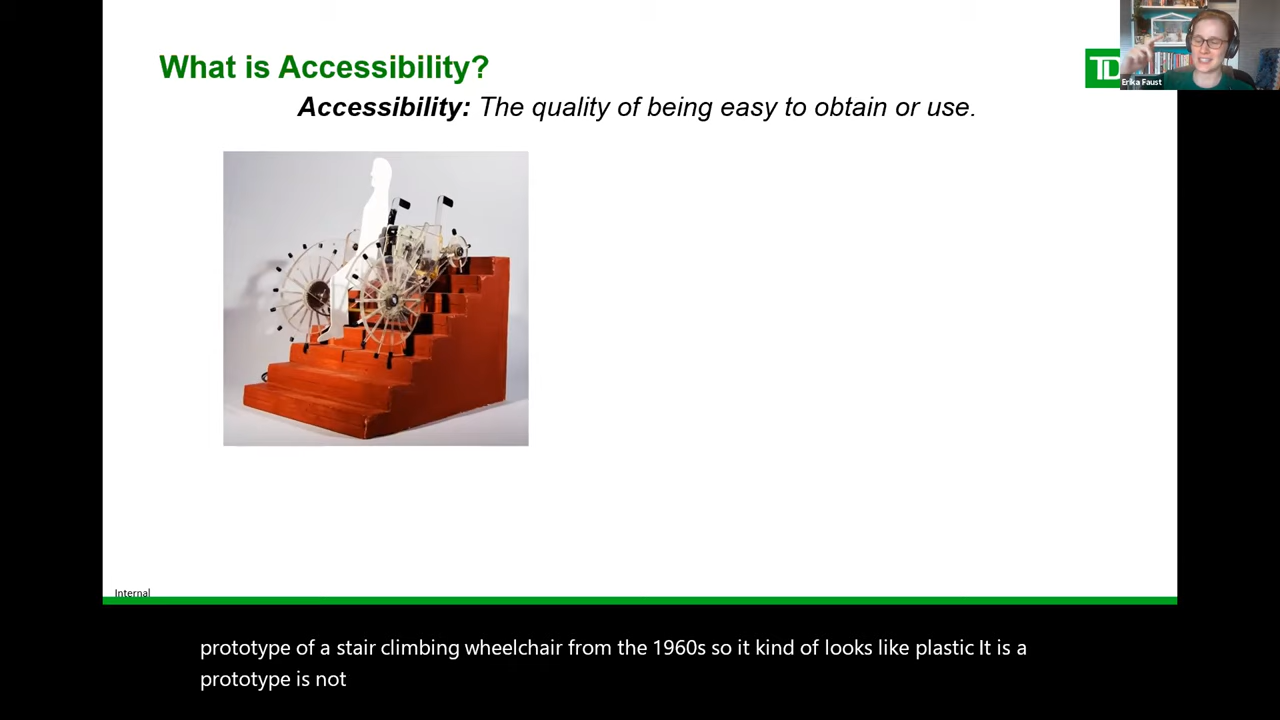 What is Accessibility?
TD
Erika Faust
Accessibility: The quality of being easy to obtain or use.
Internal
prototype of a stair climbing wheelchair from the 1960s so it kind of looks like plastic It is a
prototype is not